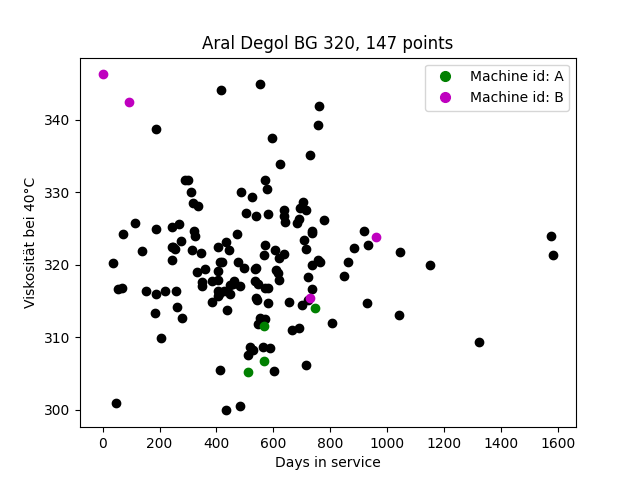 Aral Degol BG 320, 147 points
Machine id: A
Machine id: B
340
330
320
310
300
Viskosität bei 40°C
0 200 400 600 800 1000 1200 1400 1600
Days in service